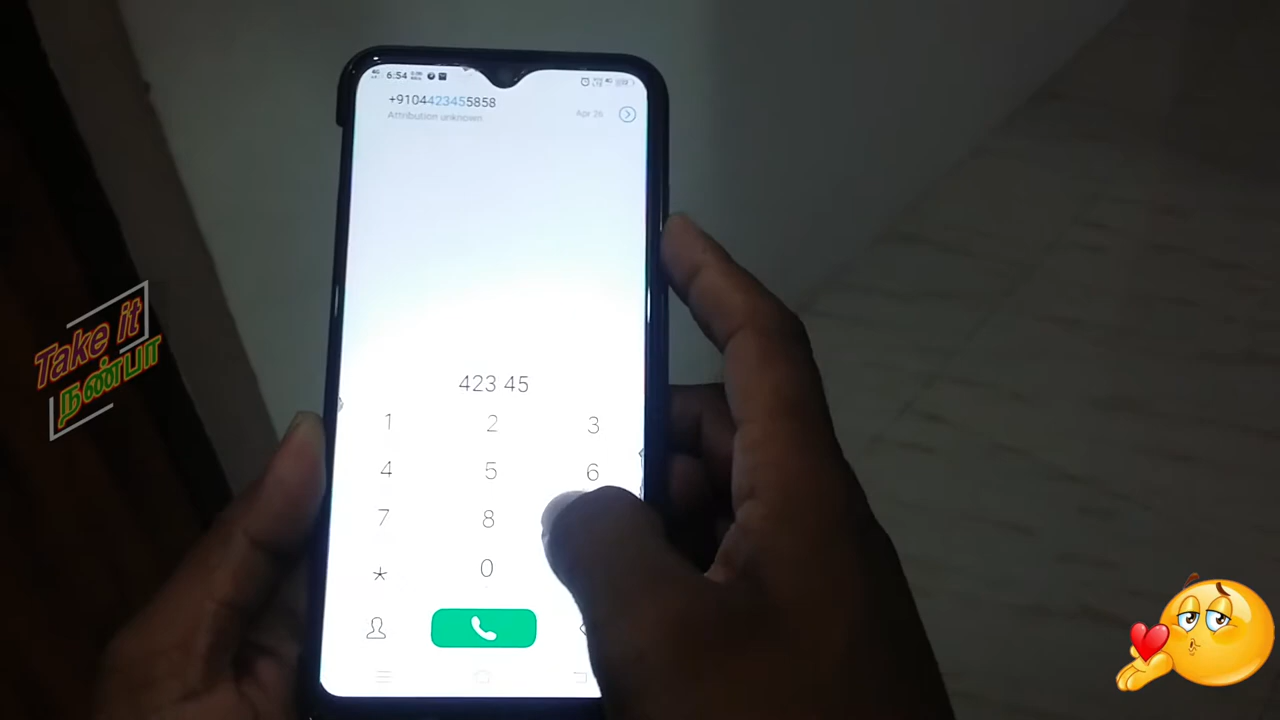 6:54
+9104423455858
Attribution unknown
Apr 26
423 45
1 2 3
4 5 6
7 8
* 0
Take it
நண்பா